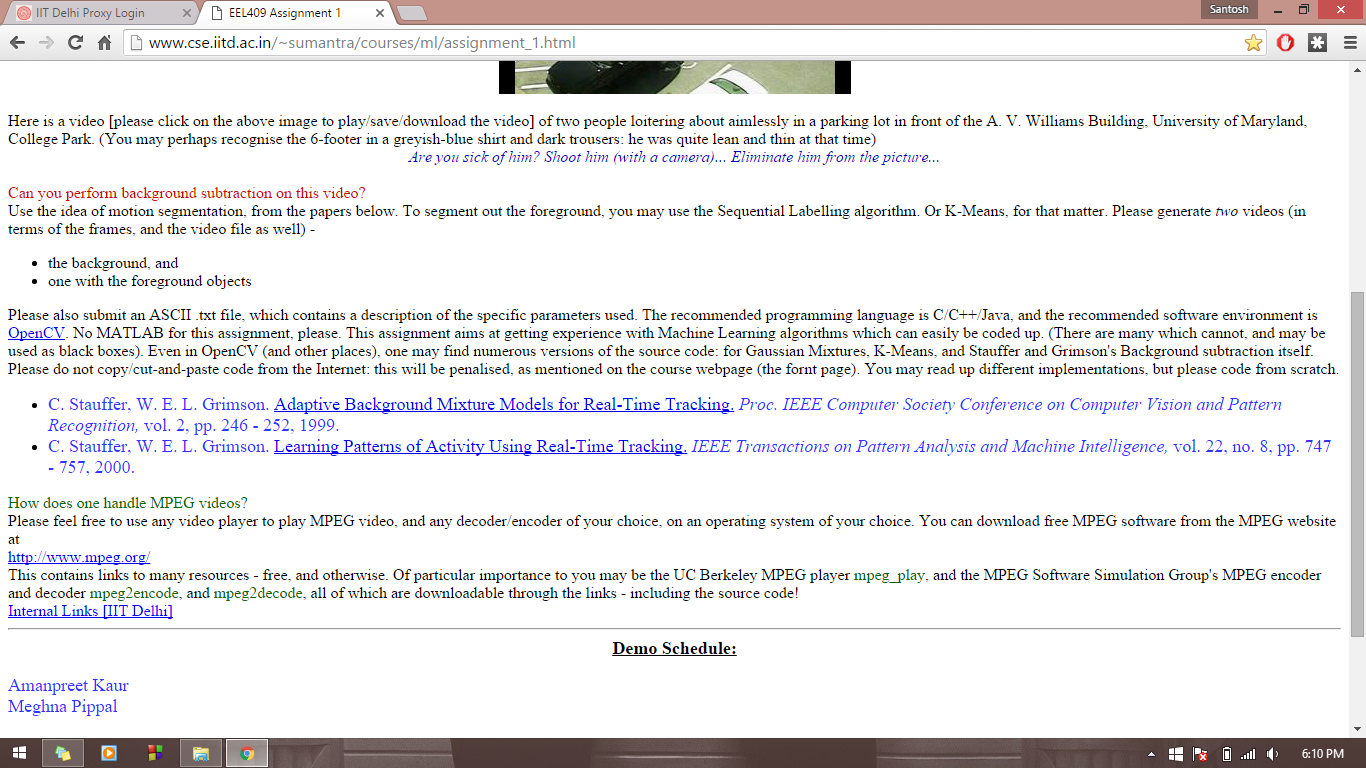 IIT Delhi Proxy Login
EEL409 Assignment 1
Santosh
www.cse.iitd.ac.in/~sumantra/courses/ml/assignment_1.html
Here is a video [please click on the above image to play/save/download the video] of two people loitering about aimlessly in a parking lot in front of the A. V. Williams Building, University of Maryland,
College Park. (You may perhaps recognise the 6-footer in a greyish-blue shirt and dark trousers: he was quite lean and thin at that time)
Are you sick of him? Shoot him (with a camera)... Eliminate him from the picture...
Can you perform background subtraction on this video?
Use the idea of motion segmentation, from the papers below. To segment out the foreground, you may use the Sequential Labelling algorithm. Or K-Means, for that matter. Please generate two videos (in
terms of the frames, and the video file as well) -
• the background, and
• one with the foreground objects
Please also submit an ASCII .txt file, which contains a description of the specific parameters used. The recommended programming language is C/C++/Java, and the recommended software environment is
OpenCV. No MATLAB for this assignment, please. This assignment aims at getting experience with Machine Learning algorithms which can easily be coded up. (There are many which cannot, and may be
used as black boxes). Even in OpenCV (and other places), one may find numerous versions of the source code: for Gaussian Mixtures, K-Means, and Stauffer and Grimson's Background subtraction itself.
Please do not copy/cut-and-paste code from the Internet: this will be penalised, as mentioned on the course webpage (the fornt page). You may read up different implementations, but please code from scratch.
• C. Stauffer, W. E. L. Grimson. Adaptive Background Mixture Models for Real-Time Tracking. Proc. IEEE Computer Society Conference on Computer Vision and Pattern
Recognition, vol. 2, pp. 246 - 252, 1999.
• C. Stauffer, W. E. L. Grimson. Learning Patterns of Activity Using Real-Time Tracking. IEEE Transactions on Pattern Analysis and Machine Intelligence, vol. 22, no. 8, pp. 747
- 757, 2000.
How does one handle MPEG videos?
Please feel free to use any video player to play MPEG video, and any decoder/encoder of your choice, on an operating system of your choice. You can download free MPEG software from the MPEG website
at
http://www.mpeg.org/
This contains links to many resources - free, and otherwise. Of particular importance to you may be the UC Berkeley MPEG player mpeg_play, and the MPEG Software Simulation Group's MPEG encoder
and decoder mpeg2encode, and mpeg2decode, all of which are downloadable through the links - including the source code!
Internal Links [IIT Delhi]
Demo Schedule:
Amanpreet Kaur
Meghna Pippal
6:10 PM